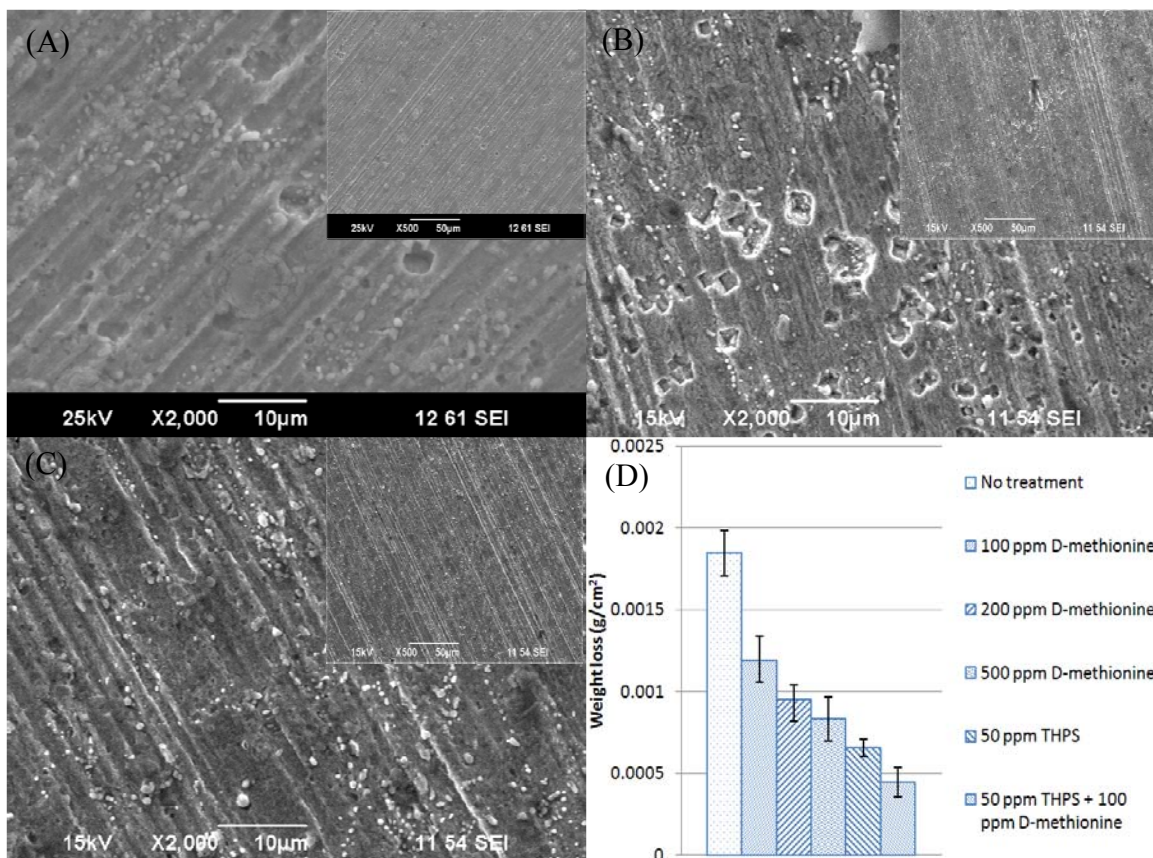 (A)
25kV X500 50μm 12 61 SEI
25kV X2,000 10μm 12 61 SEI
(B)
15kV X500 50μm 11 54 SEI
15kV X2,000 10μm 11 54 SEI
(C)
15kV X500 50μm 11 54 SEI
15kV X2,000 10μm 11 54 SEI
(D)
Weight loss (g/cm²)
0.0025
0.002
0.0015
0.001
0.0005
0
No treatment
100 ppm D-methionine
200 ppm D-methionine
500 ppm D-methionine
50 ppm THPS
50 ppm THPS + 100
ppm D-methionine